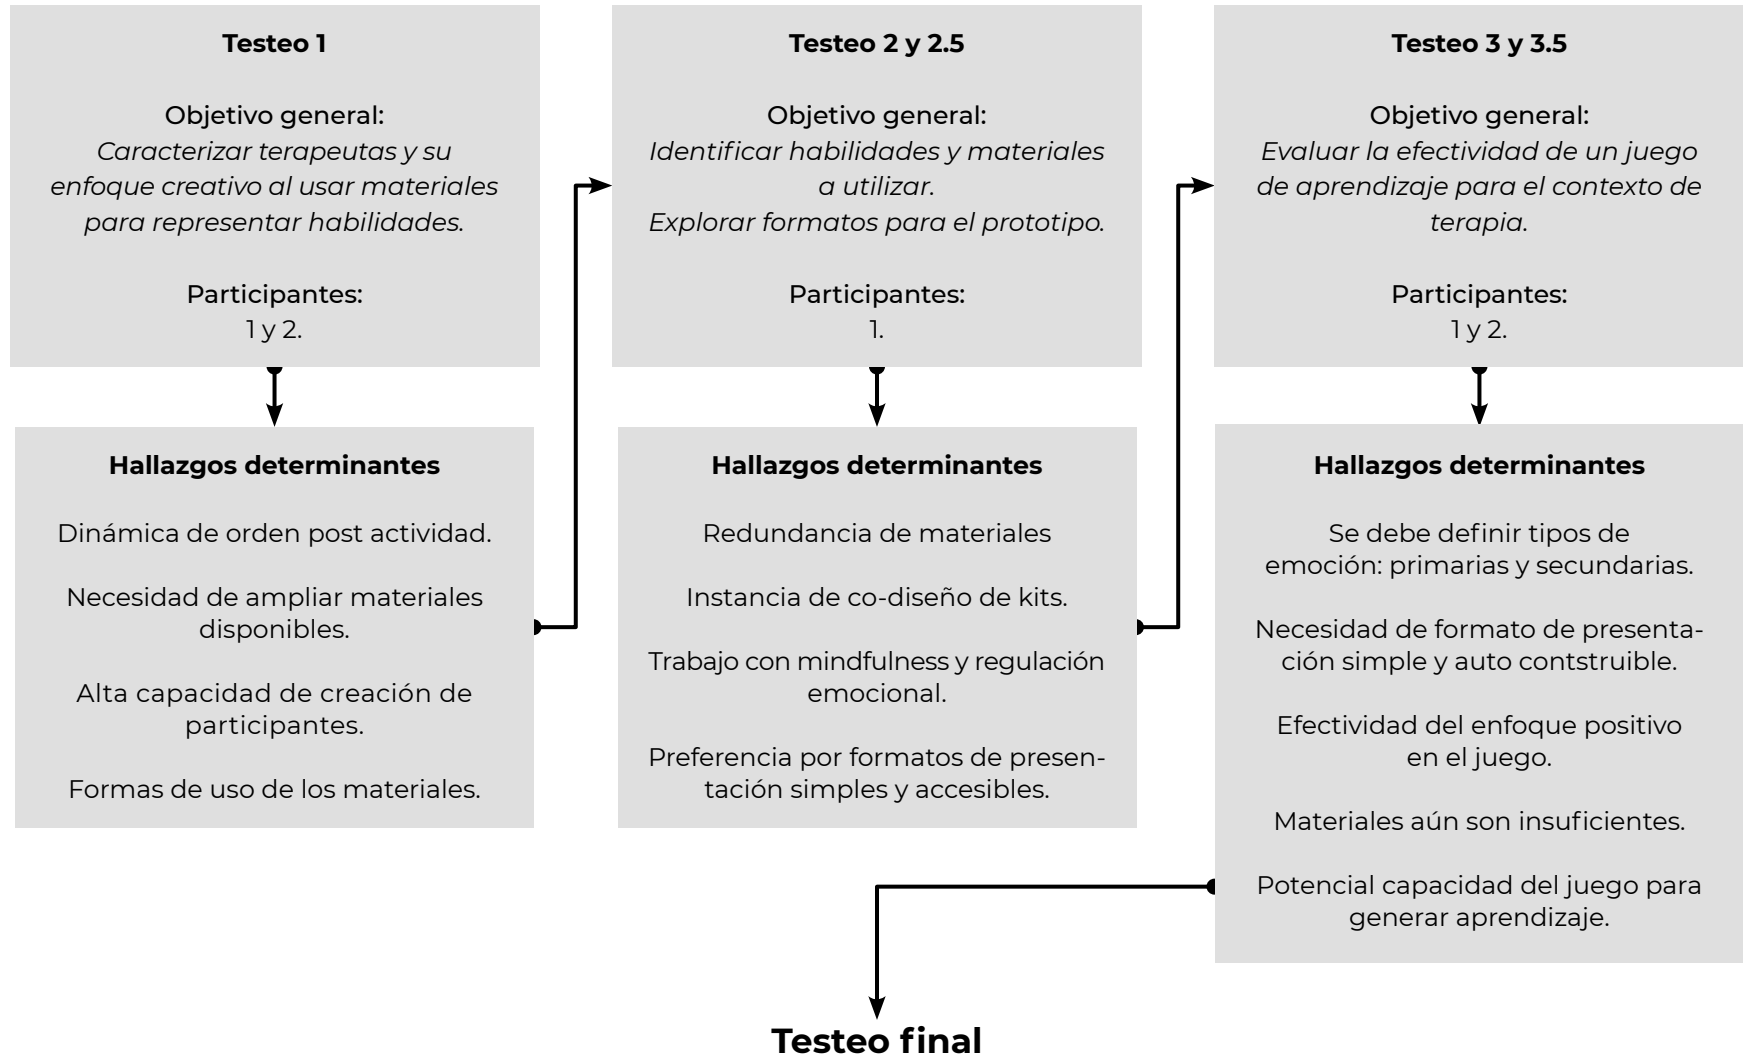 Testeo 1
Objetivo general:
Caracterizar terapeutas y su
enfoque creativo al usar materiales
para representar habilidades.
Participantes:
1 y 2.
Hallazgos determinantes
Dinámica de orden post actividad.
Necesidad de ampliar materiales
disponibles.
Alta capacidad de creación de
participantes.
Formas de uso de los materiales.
Testeo 2 y 2.5
Objetivo general:
Identificar habilidades y materiales
a utilizar.
Explorar formatos para el prototipo.
Participantes:
1.
Hallazgos determinantes
Redundancia de materiales
Instancia de co-diseño de kits.
Trabajo con mindfulness y regulación
emocional.
Preferencia por formatos de presen-
tación simples y accesibles.
Testeo 3 y 3.5
Objetivo general:
Evaluar la efectividad de un juego
de aprendizaje para el contexto de
terapia.
Participantes:
1 y 2.
Hallazgos determinantes
Se debe definir tipos de
emoción: primarias y secundarias.
Necesidad de formato de presenta-
ción simple y auto contstruible.
Efectividad del enfoque positivo
en el juego.
Materiales aún son insuficientes.
Potencial capacidad del juego para
generar aprendizaje.
Testeo final